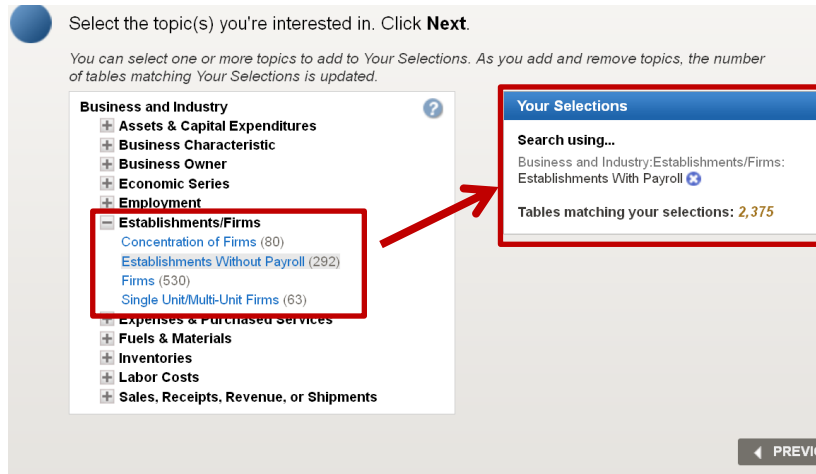 Select the topic(s) you're interested in. Click Next.
You can select one or more topics to add to Your Selections. As you add and remove topics, the number
of tables matching Your Selections is updated.
Business and Industry
Assets & Capital Expenditures
Business Characteristic
Business Owner
Economic Series
Employment
Establishments/Firms
Concentration of Firms (80)
Establishments Without Payroll (292)
Firms (530)
Single Unit/Multi-Unit Firms (63)
Expenses & Purchased Services
Fuels & Materials
Inventories
Labor Costs
Sales, Receipts, Revenue, or Shipments
?
Your Selections
Search using...
Business and Industry:Establishments/Firms:
Establishments With Payroll
Tables matching your selections: 2,375
PREVI